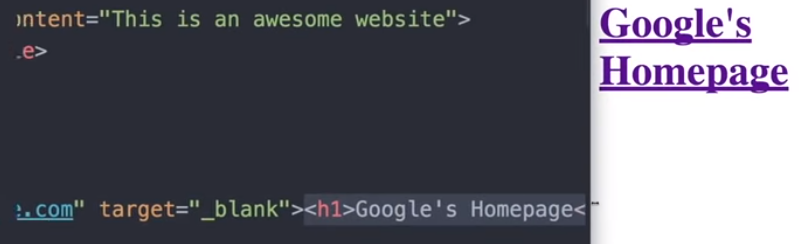 ontent="This is an awesome website">
e>
e.com" target="_blank"><h1>Google's Homepage<
Google's
Homepage